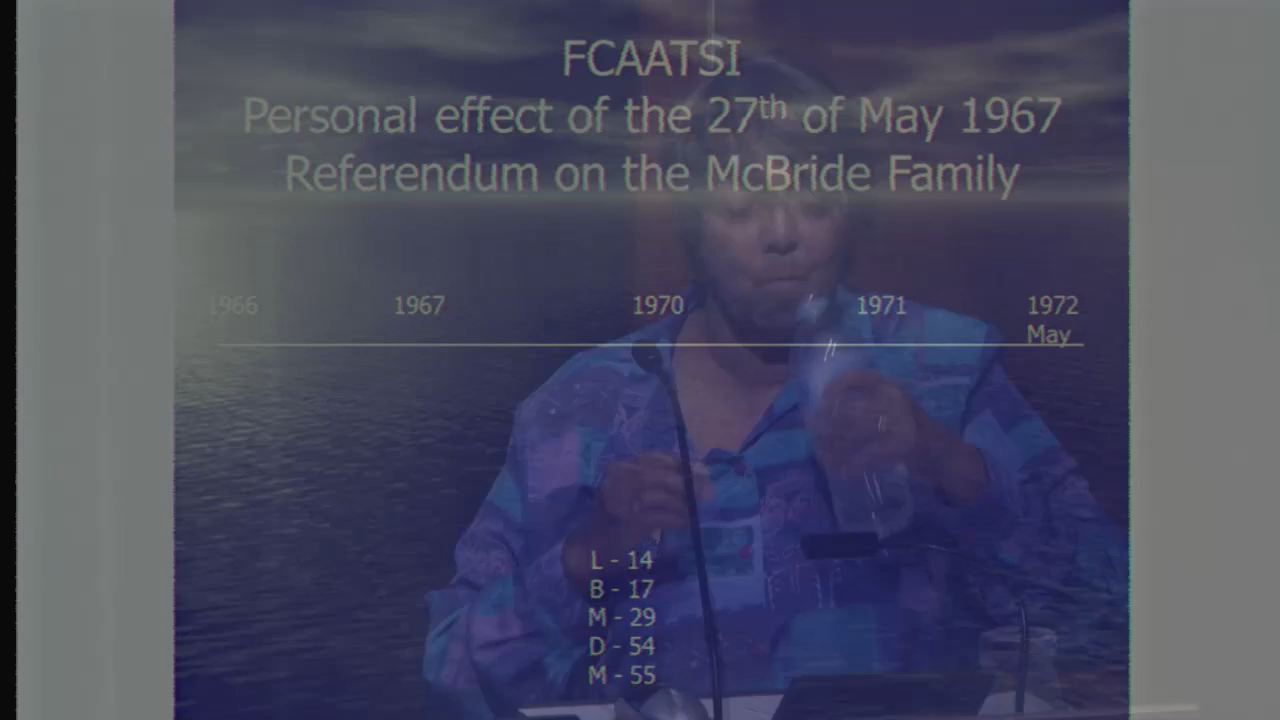 FCAATSI
Personal effect of the 27th of May 1967
Referendum on the McBride Family
1966 1967 1970 1971 1972
May
L - 14
B - 17
M - 29
D - 54
M - 55